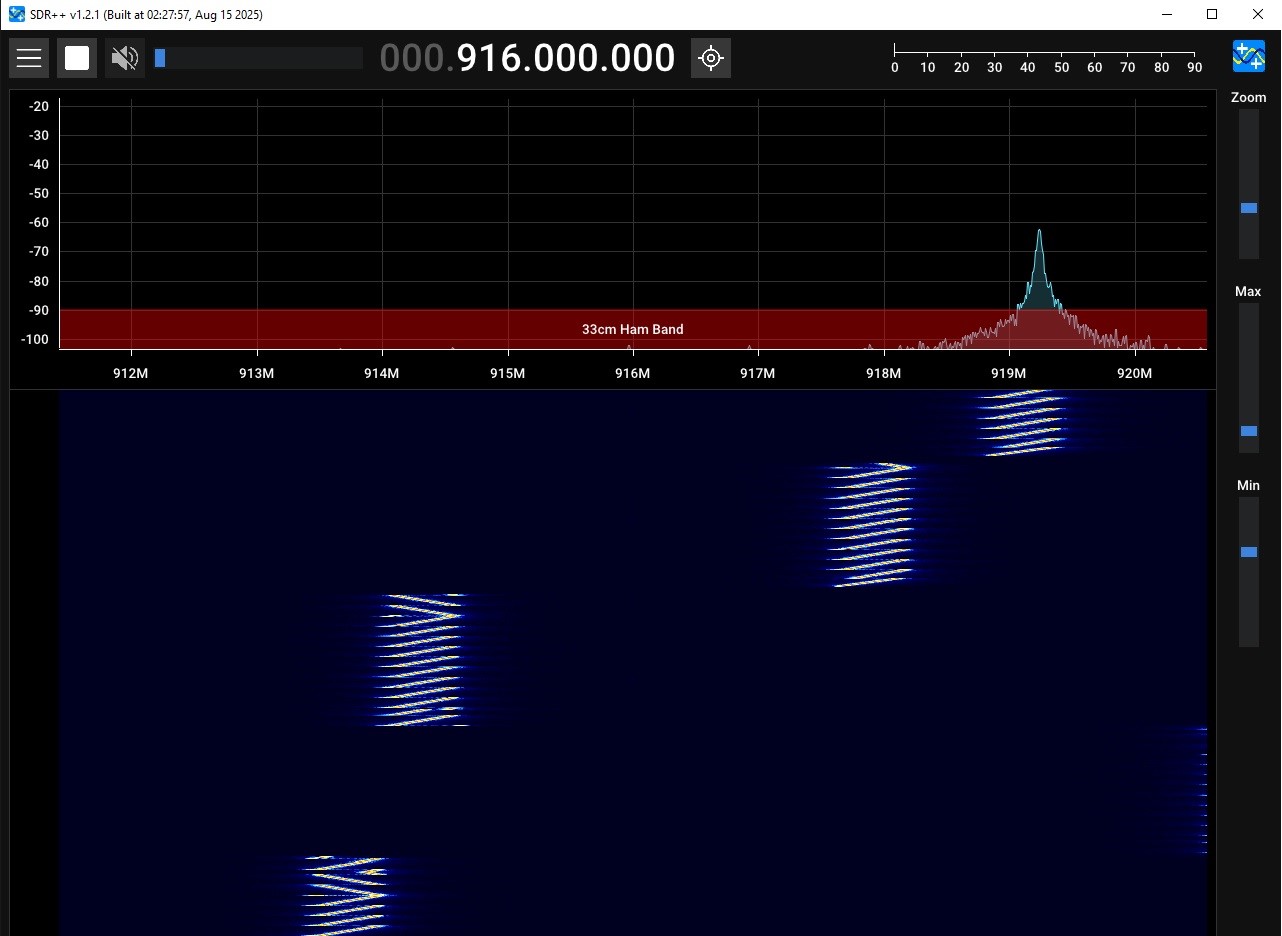 SDR++ v1.2.1 (Built at 02:27:57, Aug 15 2025)
000.916.000.000
0 10 20 30 40 50 60 70 80 90
Zoom
-20
-30
-40
-50
-60
-70
-80
-90
-100
33cm Ham Band
912M 913M 914M 915M 916M 917M 918M 919M 920M
Max
Min